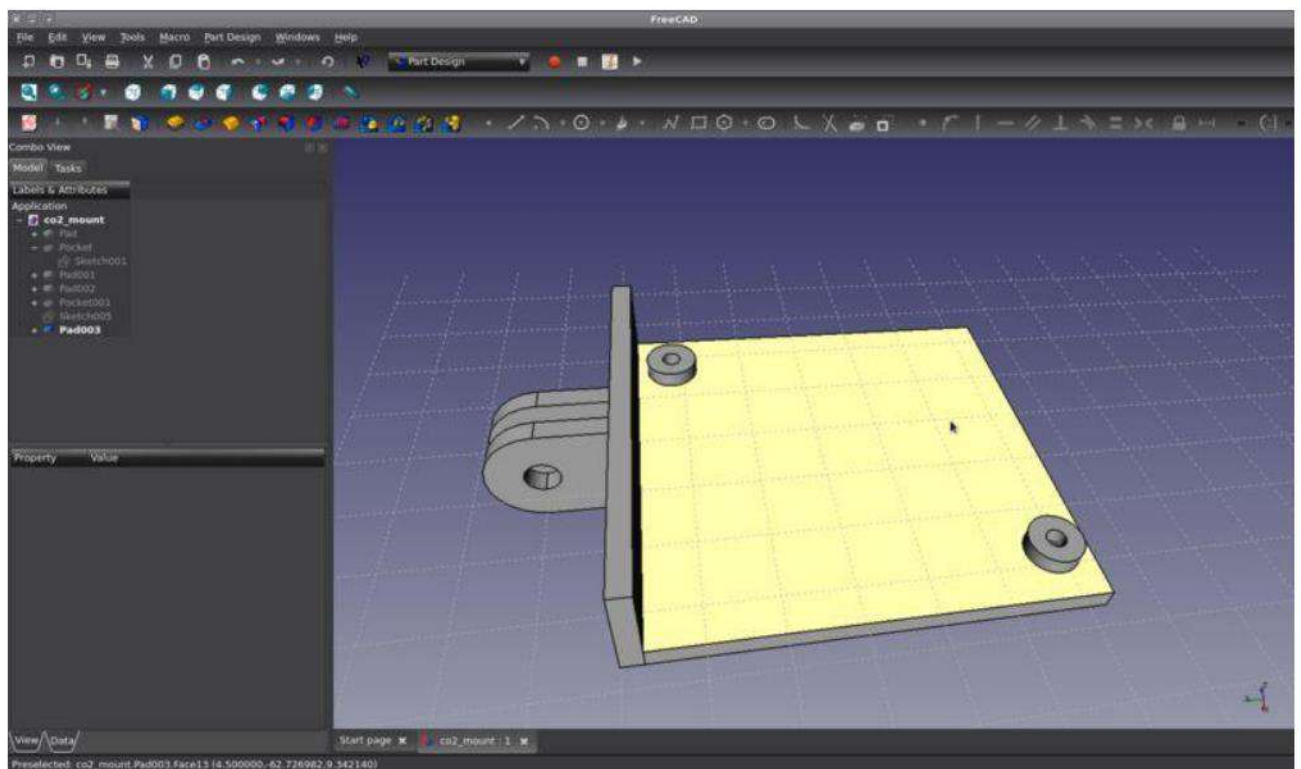 FreeCAD
File Edit View Tools Macro Part Design Windows Help
Part Design
Combo View
Model Tasks
Labels & Attributes
Application
co2_mount
Pad
Pocket
Sketch001
Pad001
Pad002
Pocket001
Sketch005
Pad003
Property Value
View Data
Start page co2_mount : 1
Preselected: co2_mount.Pad003.Face13 (4.500000,-62.726982,9.342140)